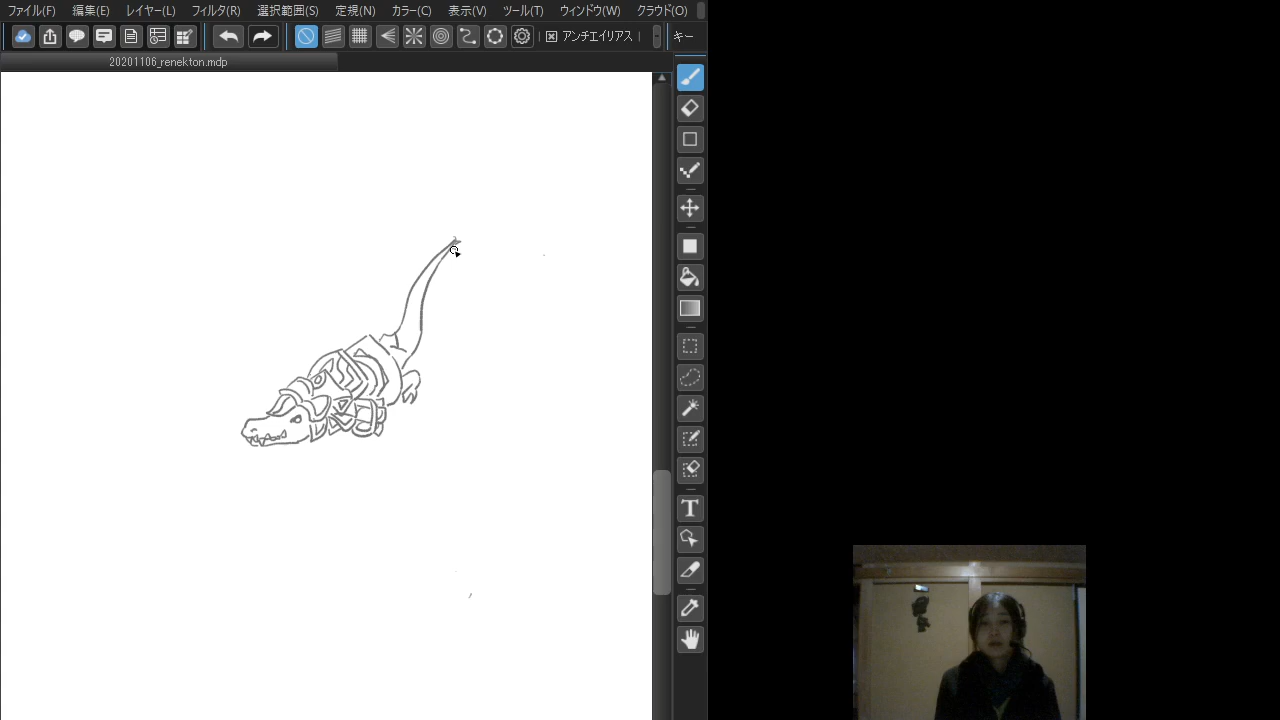 ファイル(F) 編集(E) レイヤー(L) フィルタ(R) 選択範囲(S) 定規(N) カラー(C) 表示(V) ツール(T) ウィンドウ(W) クラウド(O)
アンチエイリアス キー
20201106_renekton.mdp
T